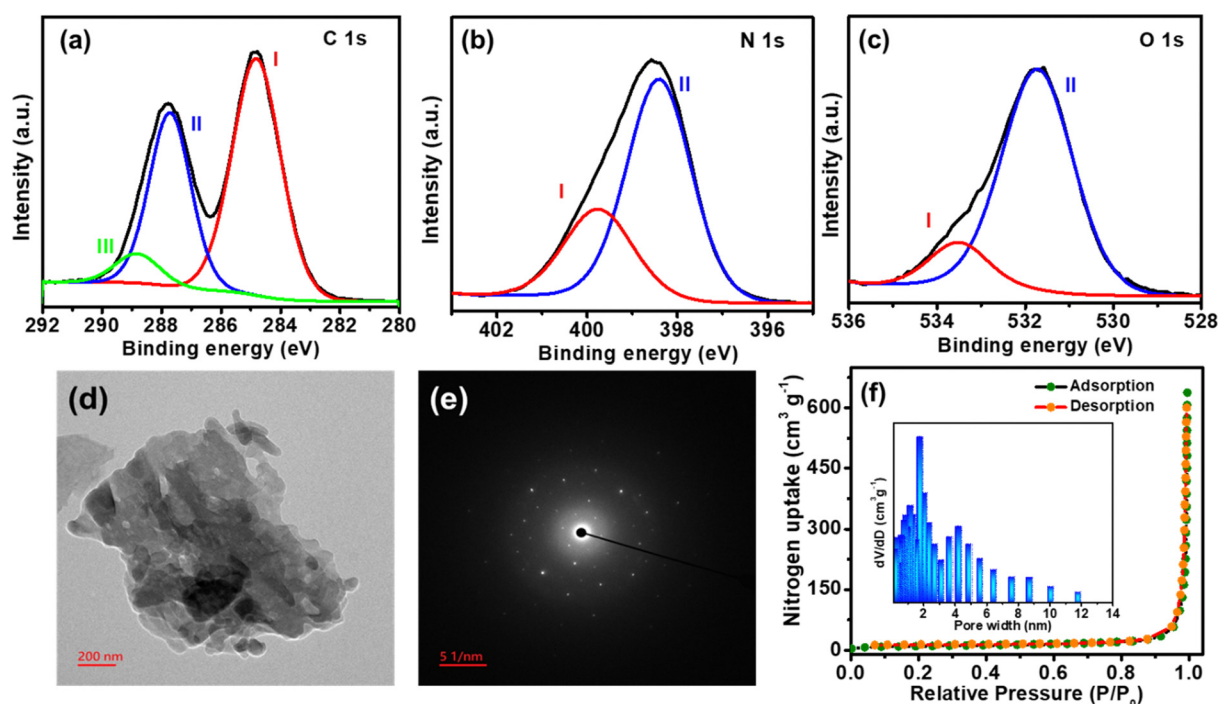 (a)
C 1s
I
II
III
Intensity (a.u.)
292 290 288 286 284 282 280
Binding energy (eV)
(b)
N 1s
II
I
Intensity (a.u.)
402 400 398 396
Binding energy (eV)
(c)
O 1s
II
I
Intensity (a.u.)
536 534 532 530 528
Binding energy (eV)
(d)
200 nm
(e)
5 1/nm
(f)
Adsorption
Desorption
Nitrogen uptake (cm³ g⁻¹)
600
450
300
150
0
0.0 0.2 0.4 0.6 0.8 1.0
Relative Pressure (P/P₀)
dV/dD (cm³g⁻¹)
2 4 6 8 10 12 14
Pore width (nm)